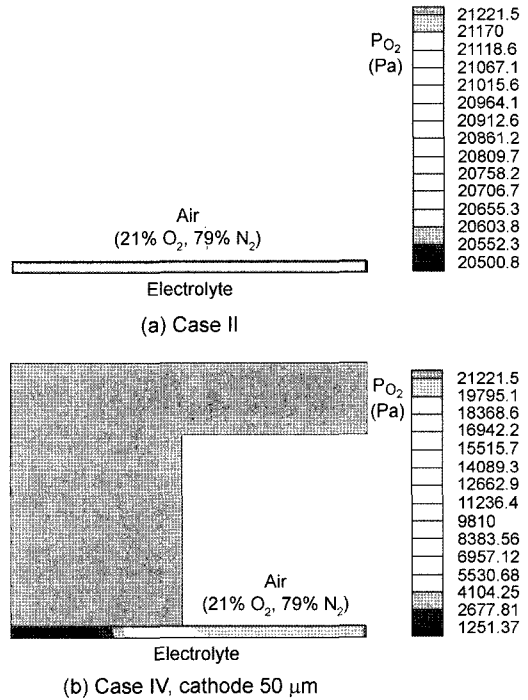 P_O2
(Pa)
21221.5
21170
21118.6
21067.1
21015.6
20964.1
20912.6
20861.2
20809.7
20758.2
20706.7
20655.3
20603.8
20552.3
20500.8
Air
(21% O2, 79% N2)
Electrolyte
(a) Case II
P_O2
(Pa)
21221.5
19795.1
18368.6
16942.2
15515.7
14089.3
12662.9
11236.4
9810
8383.56
6957.12
5530.68
4104.25
2677.81
1251.37
Air
(21% O2, 79% N2)
Electrolyte
(b) Case IV, cathode 50 μm